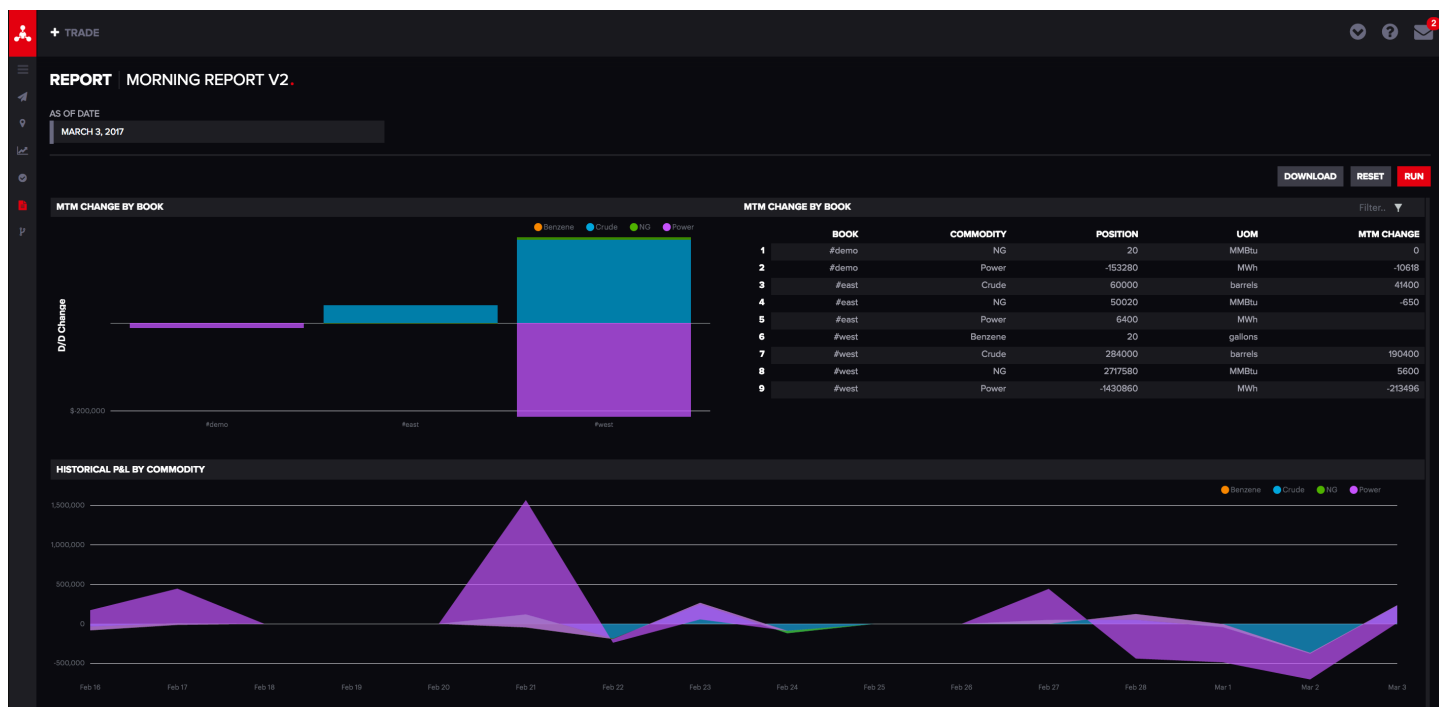 2
+ TRADE
REPORT MORNING REPORT V2.
AS OF DATE
MARCH 3, 2017
DOWNLOAD RESET RUN
MTM CHANGE BY BOOK
Benzene Crude NG Power
D/D Change
$-200,000
#demo #east #west
MTM CHANGE BY BOOK Filter..
BOOK COMMODITY POSITION UOM MTM CHANGE
1 #demo NG 20 MMBtu 0
2 #demo Power -153280 MWh -10618
3 #east Crude 60000 barrels 41400
4 #east NG 50020 MMBtu -650
5 #east Power 6400 MWh
6 #west Benzene 20 gallons
7 #west Crude 284000 barrels 190400
8 #west NG 2717580 MMBtu 5600
9 #west Power -1430860 MWh -213496
HISTORICAL P&L BY COMMODITY
Benzene Crude NG Power
1,500,000
1,000,000
500,000
0
-500,000
Feb 16 Feb 17 Feb 18 Feb 19 Feb 20 Feb 21 Feb 22 Feb 23 Feb 24 Feb 25 Feb 26 Feb 27 Feb 28 Mar 1 Mar 2 Mar 3